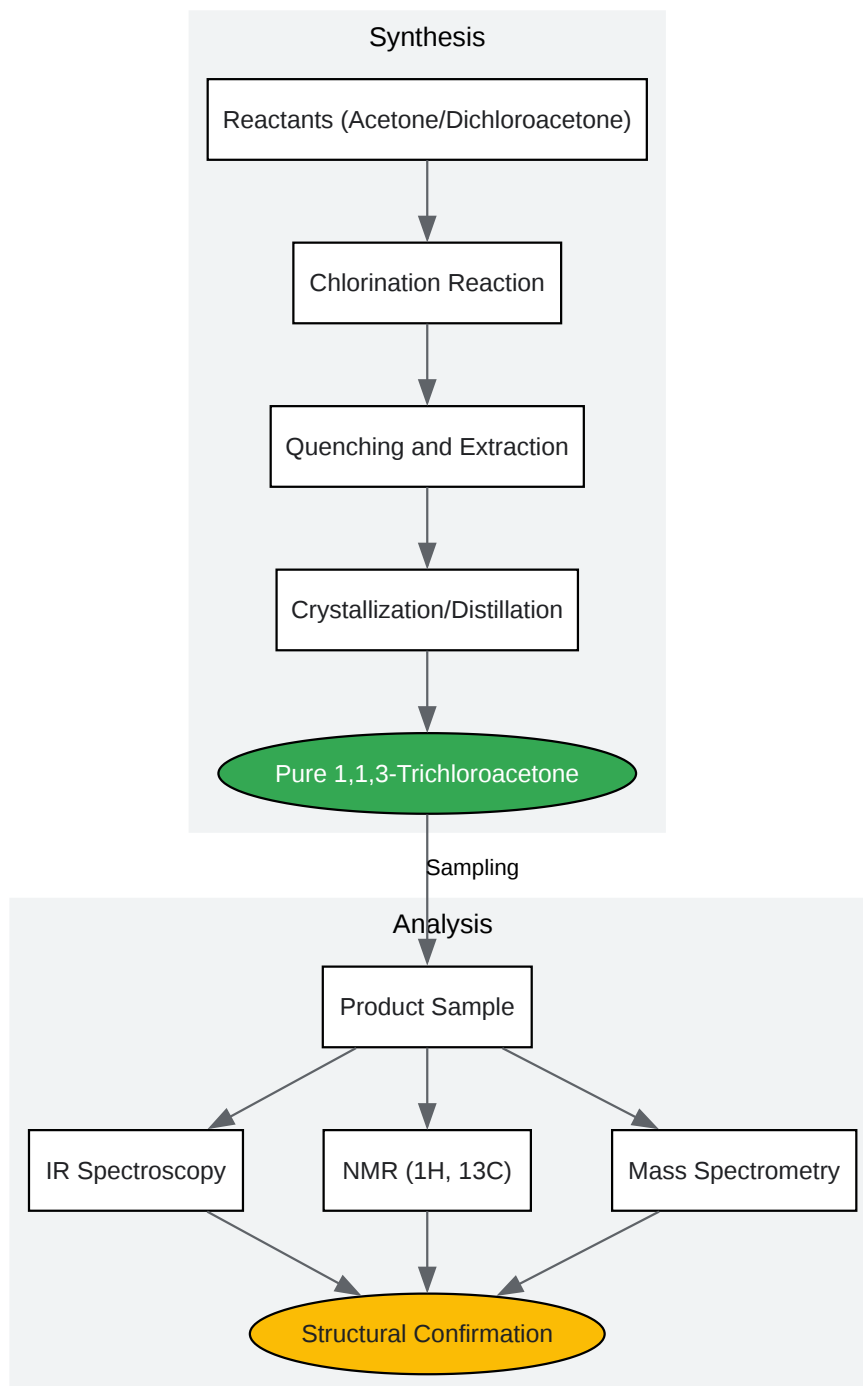 Synthesis
Reactants (Acetone/Dichloroacetone)
Chlorination Reaction
Quenching and Extraction
Crystallization/Distillation
Pure 1,1,3-Trichloroacetone
Sampling
Analysis
Product Sample
IR Spectroscopy
NMR (1H, 13C)
Mass Spectrometry
Structural Confirmation